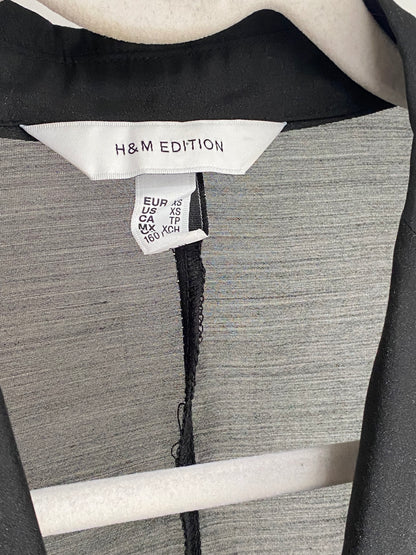 H&M EDITION
EUR XS
US XS
CA TP
MX XCH
160